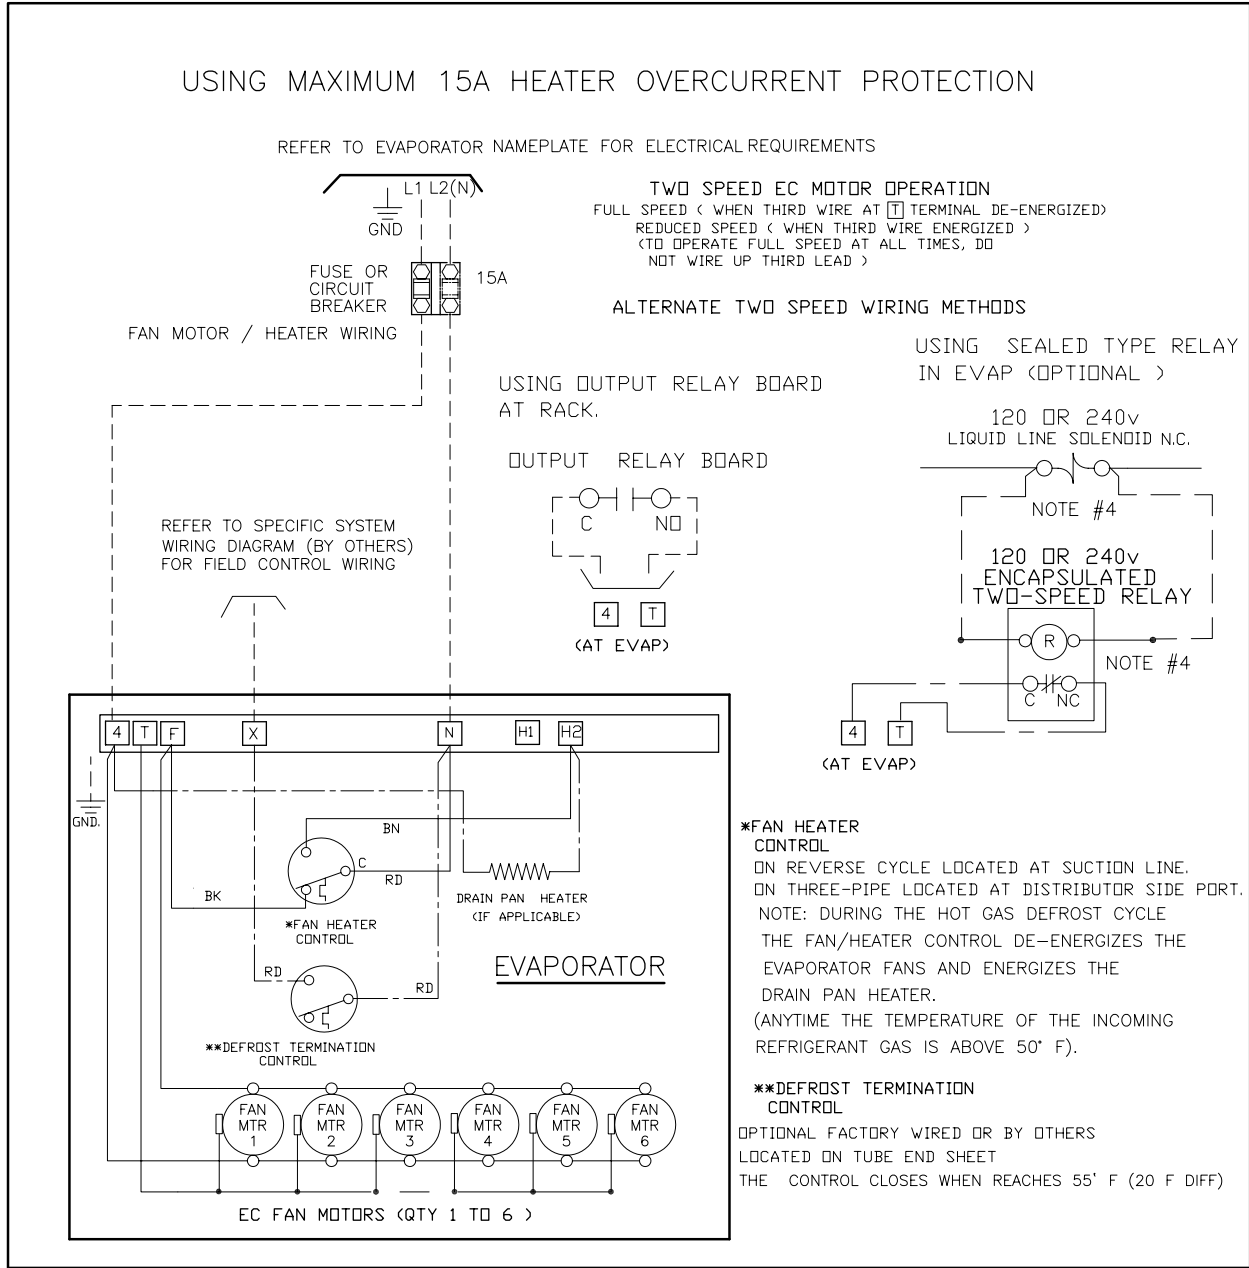 USING MAXIMUM 15A HEATER OVERCURRENT PROTECTION
REFER TO EVAPORATOR NAMEPLATE FOR ELECTRICAL REQUIREMENTS
L1 L2(N)
GND
TWO SPEED EC MOTOR OPERATION
FULL SPEED ( WHEN THIRD WIRE AT T TERMINAL DE-ENERGIZED)
REDUCED SPEED ( WHEN THIRD WIRE ENERGIZED )
(TO OPERATE FULL SPEED AT ALL TIMES, DO
NOT WIRE UP THIRD LEAD )
FUSE OR
CIRCUIT
BREAKER
15A
FAN MOTOR / HEATER WIRING
ALTERNATE TWO SPEED WIRING METHODS
USING OUTPUT RELAY BOARD
AT RACK.
OUTPUT RELAY BOARD
C NO
4 T
(AT EVAP)
USING SEALED TYPE RELAY
IN EVAP (OPTIONAL )
120 OR 240v
LIQUID LINE SOLENOID N.C.
NOTE #4
120 OR 240v
ENCAPSULATED
TWO-SPEED RELAY
R
NOTE #4
C NC
4 T
(AT EVAP)
REFER TO SPECIFIC SYSTEM
WIRING DIAGRAM (BY OTHERS)
FOR FIELD CONTROL WIRING
4 T F X N H1 H2
GND.
BN
C
RD
BK
*FAN HEATER
CONTROL
DRAIN PAN HEATER
(IF APPLICABLE)
EVAPORATOR
RD
RD
**DEFROST TERMINATION
CONTROL
FAN MTR 1
FAN MTR 2
FAN MTR 3
FAN MTR 4
FAN MTR 5
FAN MTR 6
EC FAN MOTORS (QTY 1 TO 6 )
*FAN HEATER
CONTROL
ON REVERSE CYCLE LOCATED AT SUCTION LINE.
ON THREE-PIPE LOCATED AT DISTRIBUTOR SIDE PORT.
NOTE: DURING THE HOT GAS DEFROST CYCLE
THE FAN/HEATER CONTROL DE-ENERGIZES THE
EVAPORATOR FANS AND ENERGIZES THE
DRAIN PAN HEATER.
(ANYTIME THE TEMPERATURE OF THE INCOMING
REFRIGERANT GAS IS ABOVE 50° F).
**DEFROST TERMINATION
CONTROL
OPTIONAL FACTORY WIRED OR BY OTHERS
LOCATED ON TUBE END SHEET
THE CONTROL CLOSES WHEN REACHES 55' F (20 F DIFF)